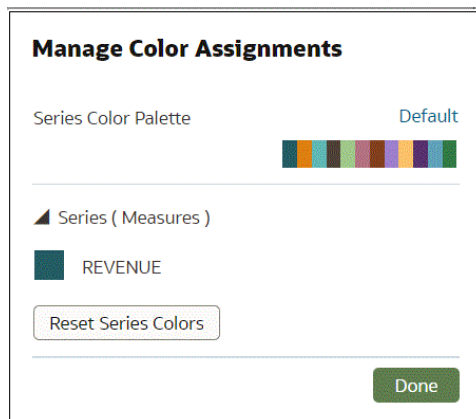 Manage Color Assignments
Series Color Palette Default
Series ( Measures )
REVENUE
Reset Series Colors
Done